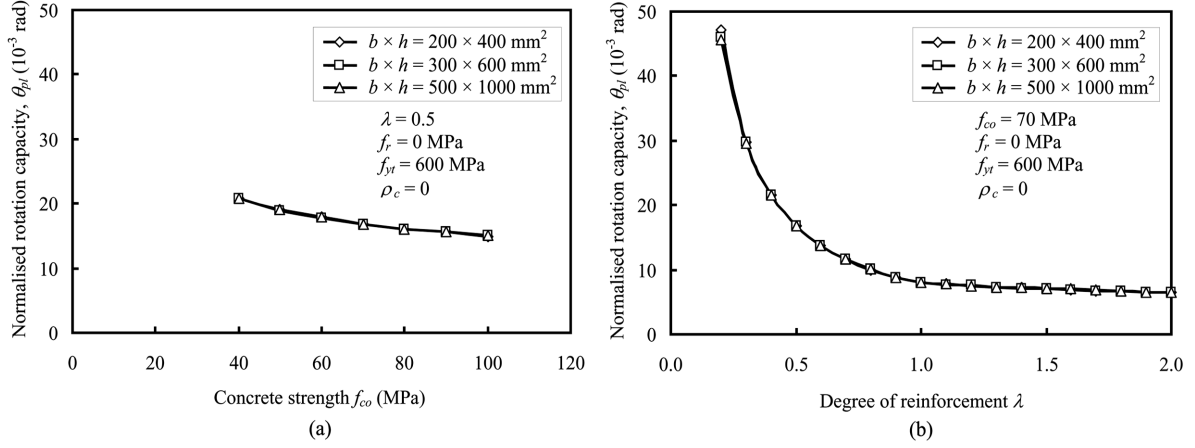 Normalised rotation capacity, θpl (10⁻³ rad)
50
40
30
20
10
0
b × h = 200 × 400 mm²
b × h = 300 × 600 mm²
b × h = 500 × 1000 mm²
λ = 0.5
fr = 0 MPa
fyt = 600 MPa
ρc = 0
0 20 40 60 80 100 120
Concrete strength fco (MPa)
(a)
Normalised rotation capacity, θpl (10⁻³ rad)
50
40
30
20
10
0
b × h = 200 × 400 mm²
b × h = 300 × 600 mm²
b × h = 500 × 1000 mm²
fco = 70 MPa
fr = 0 MPa
fyt = 600 MPa
ρc = 0
0.0 0.5 1.0 1.5 2.0
Degree of reinforcement λ
(b)